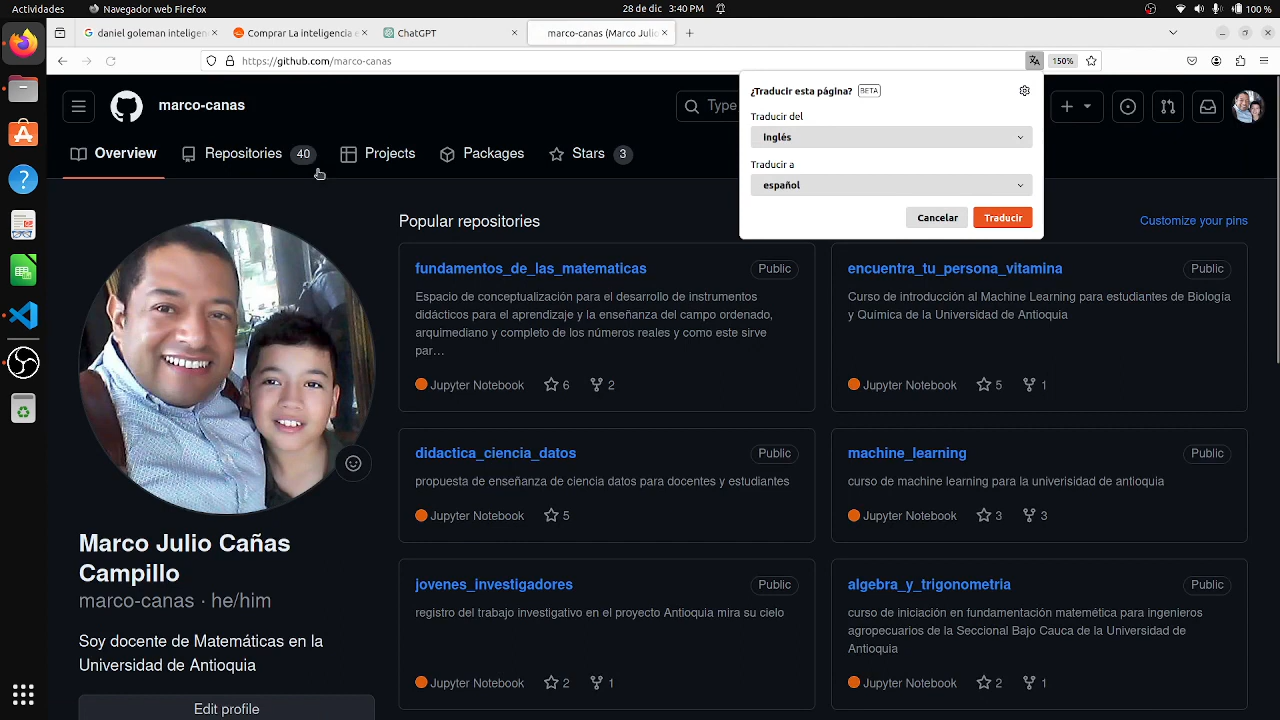 Actividades
Navegador web Firefox
28 de dic 3:40 PM
100 %
daniel goleman inteligen
Comprar La inteligencia e
ChatGPT
marco-canas (Marco Julio
https://github.com/marco-canas
150%
marco-canas
Type
¿Traducir esta página? BETA
Traducir del
Inglés
Traducir a
español
Cancelar
Traducir
Overview
Repositories 40
Projects
Packages
Stars 3
Popular repositories
Customize your pins
fundamentos_de_las_matematicas
Public
Espacio de conceptualización para el desarrollo de instrumentos
didácticos para el aprendizaje y la enseñanza del campo ordenado,
arquimediano y completo de los números reales y como este sirve
par…
Jupyter Notebook 6 2
encuentra_tu_persona_vitamina
Public
Curso de introducción al Machine Learning para estudiantes de Biología
y Química de la Universidad de Antioquia
Jupyter Notebook 5 1
didactica_ciencia_datos
Public
propuesta de enseñanza de ciencia datos para docentes y estudiantes
Jupyter Notebook 5
machine_learning
Public
curso de machine learning para la univerisidad de antioquia
Jupyter Notebook 3 3
jovenes_investigadores
Public
registro del trabajo investigativo en el proyecto Antioquia mira su cielo
Jupyter Notebook 2 1
algebra_y_trigonometria
Public
curso de iniciación en fundamentación matemética para ingenieros
agropecuarios de la Seccional Bajo Cauca de la Universidad de
Antioquia
Jupyter Notebook 2 1
Marco Julio Cañas
Campillo
marco-canas · he/him
Soy docente de Matemáticas en la
Universidad de Antioquia
Edit profile